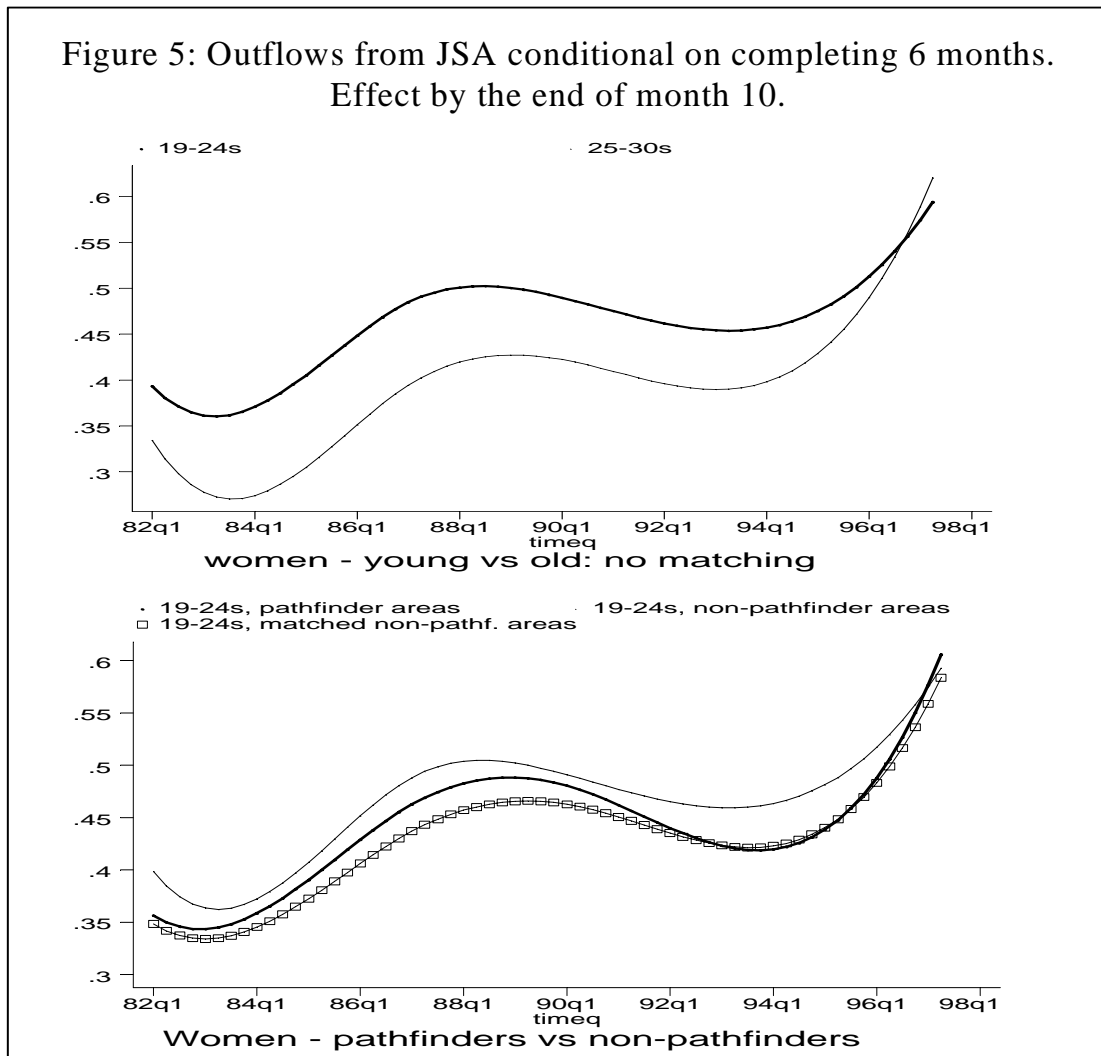 Figure 5: Outflows from JSA conditional on completing 6 months.
Effect by the end of month 10.
19-24s 25-30s
.6
.55
.5
.45
.4
.35
.3
82q1 84q1 86q1 88q1 90q1 92q1 94q1 96q1 98q1
timeq
women - young vs old: no matching
19-24s, pathfinder areas 19-24s, non-pathfinder areas
19-24s, matched non-pathf. areas
.6
.55
.5
.45
.4
.35
.3
82q1 84q1 86q1 88q1 90q1 92q1 94q1 96q1 98q1
timeq
Women - pathfinders vs non-pathfinders